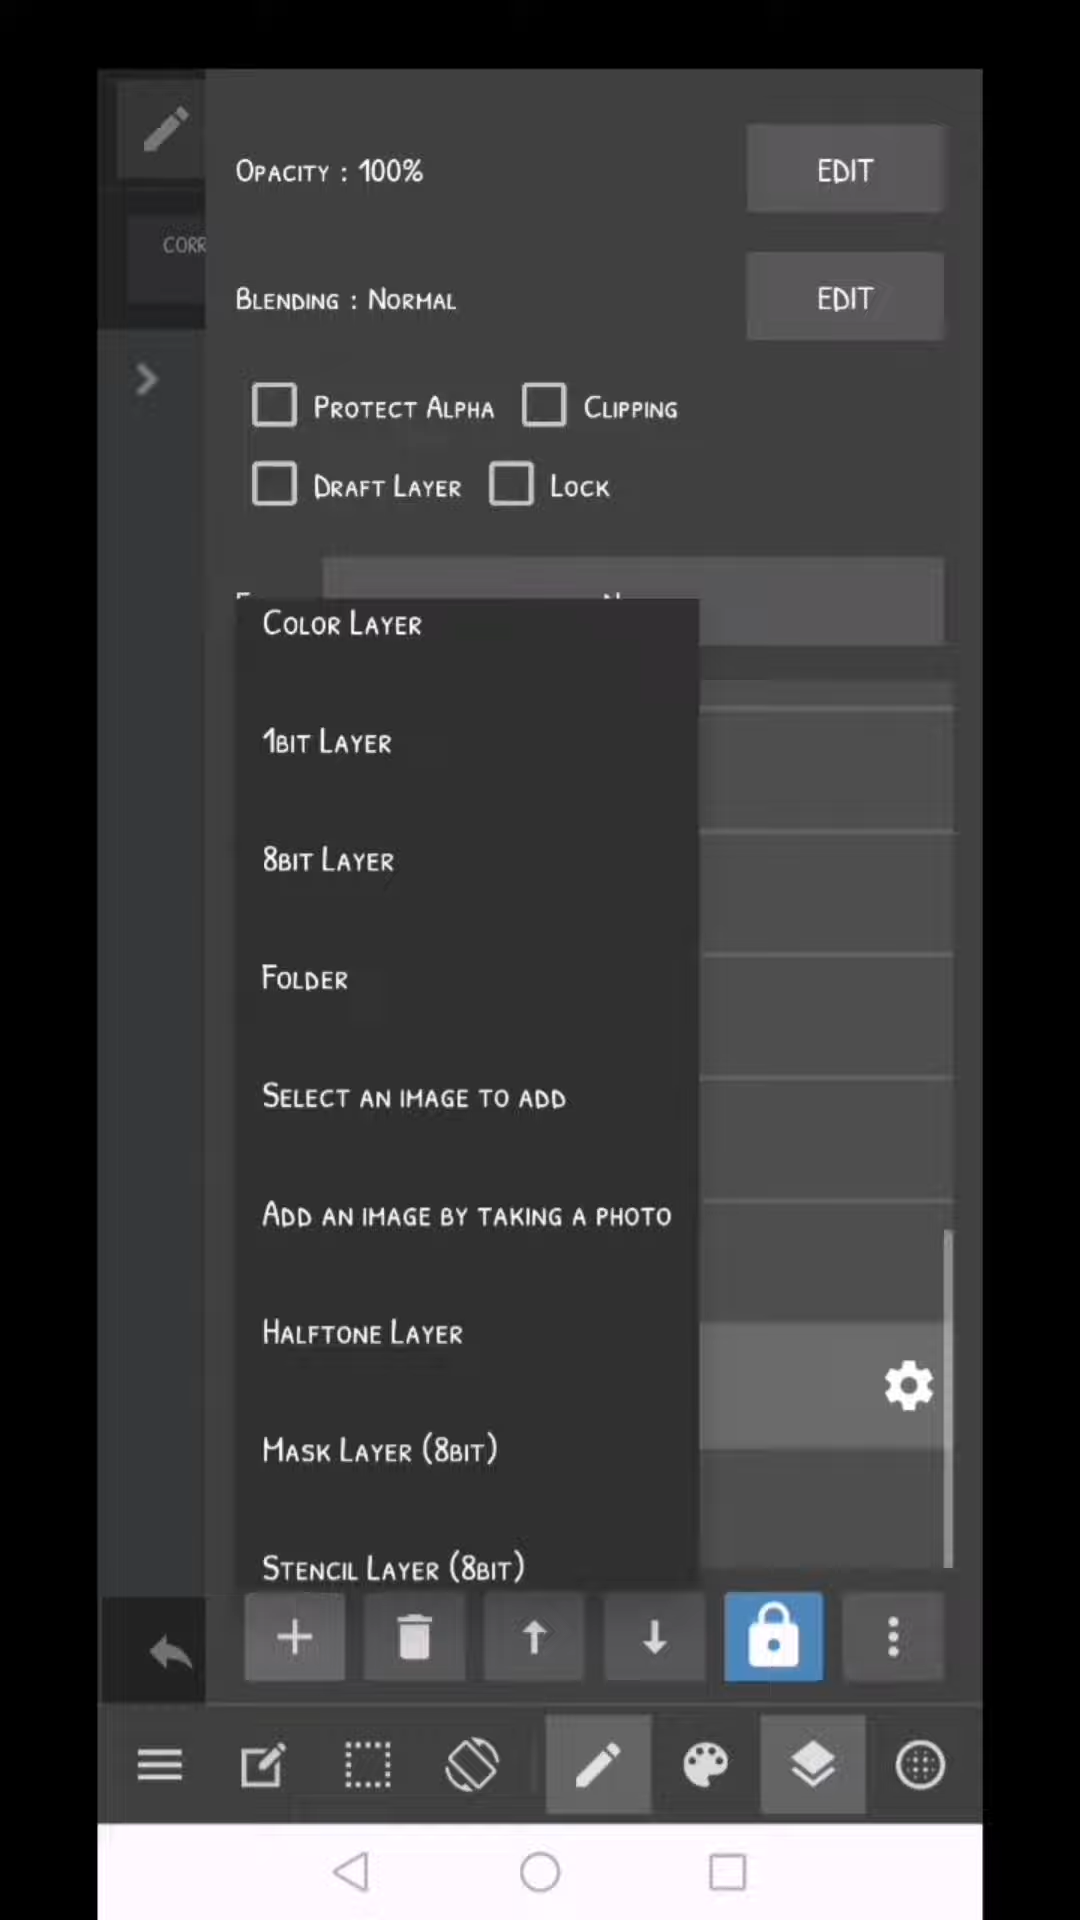 Opacity : 100%
EDIT
CORR
Blending : Normal
EDIT
Protect Alpha
Clipping
Draft Layer
Lock
Color Layer
1bit Layer
8bit Layer
Folder
Select an image to add
Add an image by taking a photo
Halftone Layer
Mask Layer (8bit)
Stencil Layer (8bit)